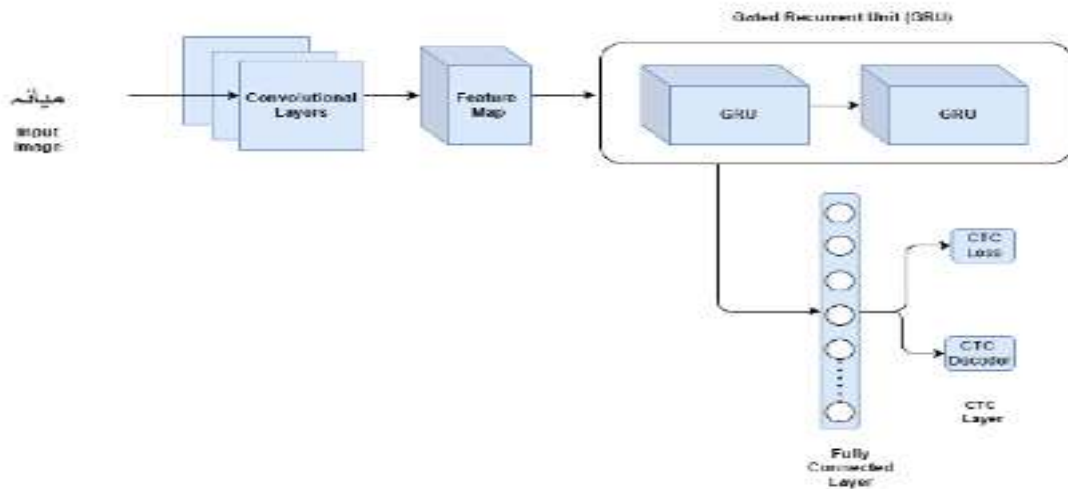 Gated Recurrent Unit (GRU)
Input
Image
Convolutional
Layers
Feature
Map
GRU
GRU
CTC
Loss
CTC
Decoder
CTC
Layer
Fully
Connected
Layer